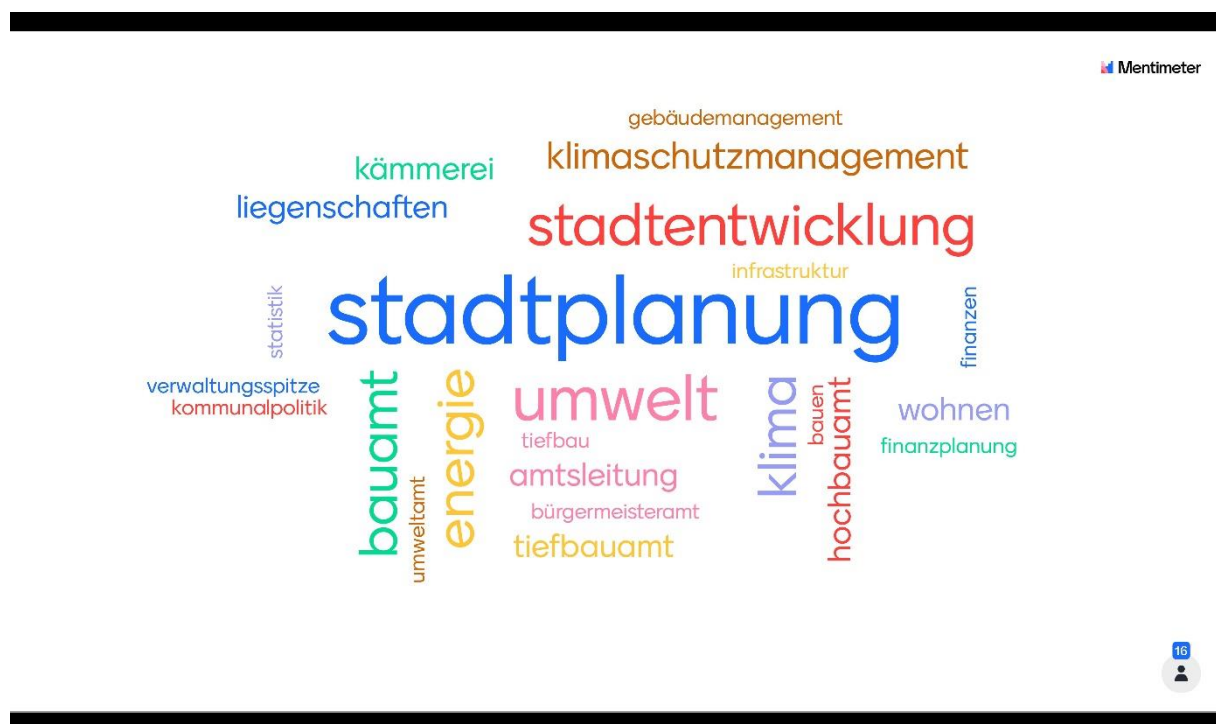 Mentimeter
gebäudemanagement
klimaschutzmanagement
kämmerei
liegenschaften
stadtentwicklung
infrastruktur
stadtplanung
statistik
finanzen
verwaltungsspitze
kommunalpolitik
bauamt
umweltamt
energie
umwelt
tiefbau
amtsleitung
bürgermeisteramt
tiefbauamt
klima
bauen
hochbauamt
wohnen
finanzplanung
16